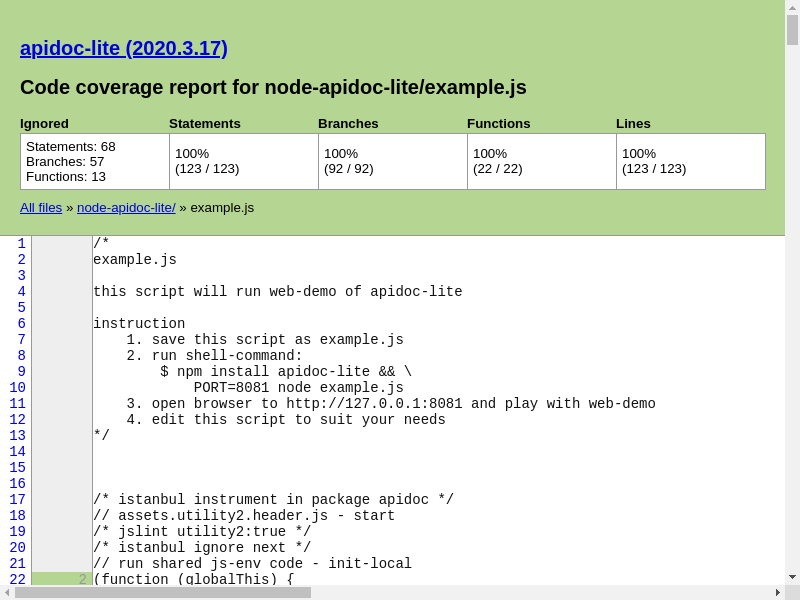 apidoc-lite (2020.3.17)
Code coverage report for node-apidoc-lite/example.js
Ignored Statements Branches Functions Lines
Statements: 68
Branches: 57
Functions: 13
100%
(123 / 123)
100%
(92 / 92)
100%
(22 / 22)
100%
(123 / 123)
All files » node-apidoc-lite/ » example.js
1 /*
2 example.js
3
4 this script will run web-demo of apidoc-lite
5
6 instruction
7     1. save this script as example.js
8     2. run shell-command:
9         $ npm install apidoc-lite && \
10             PORT=8081 node example.js
11     3. open browser to http://127.0.0.1:8081 and play with web-demo
12     4. edit this script to suit your needs
13 */
14
15
16
17 /* istanbul instrument in package apidoc */
18 // assets.utility2.header.js - start
19 /* jslint utility2:true */
20 /* istanbul ignore next */
21 // run shared js-env code - init-local
22 2 (function (globalThis) {